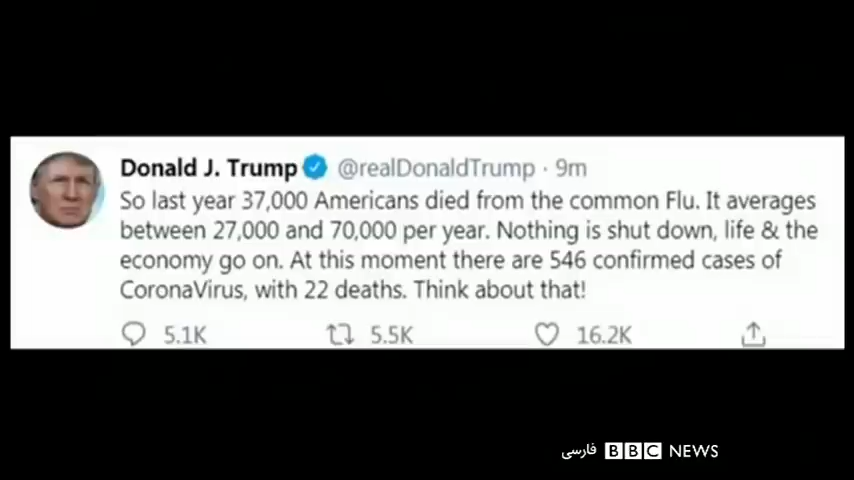 Donald J. Trump @realDonaldTrump · 9m
So last year 37,000 Americans died from the common Flu. It averages
between 27,000 and 70,000 per year. Nothing is shut down, life & the
economy go on. At this moment there are 546 confirmed cases of
CoronaVirus, with 22 deaths. Think about that!
5.1K 5.5K 16.2K
فارسی BBC NEWS